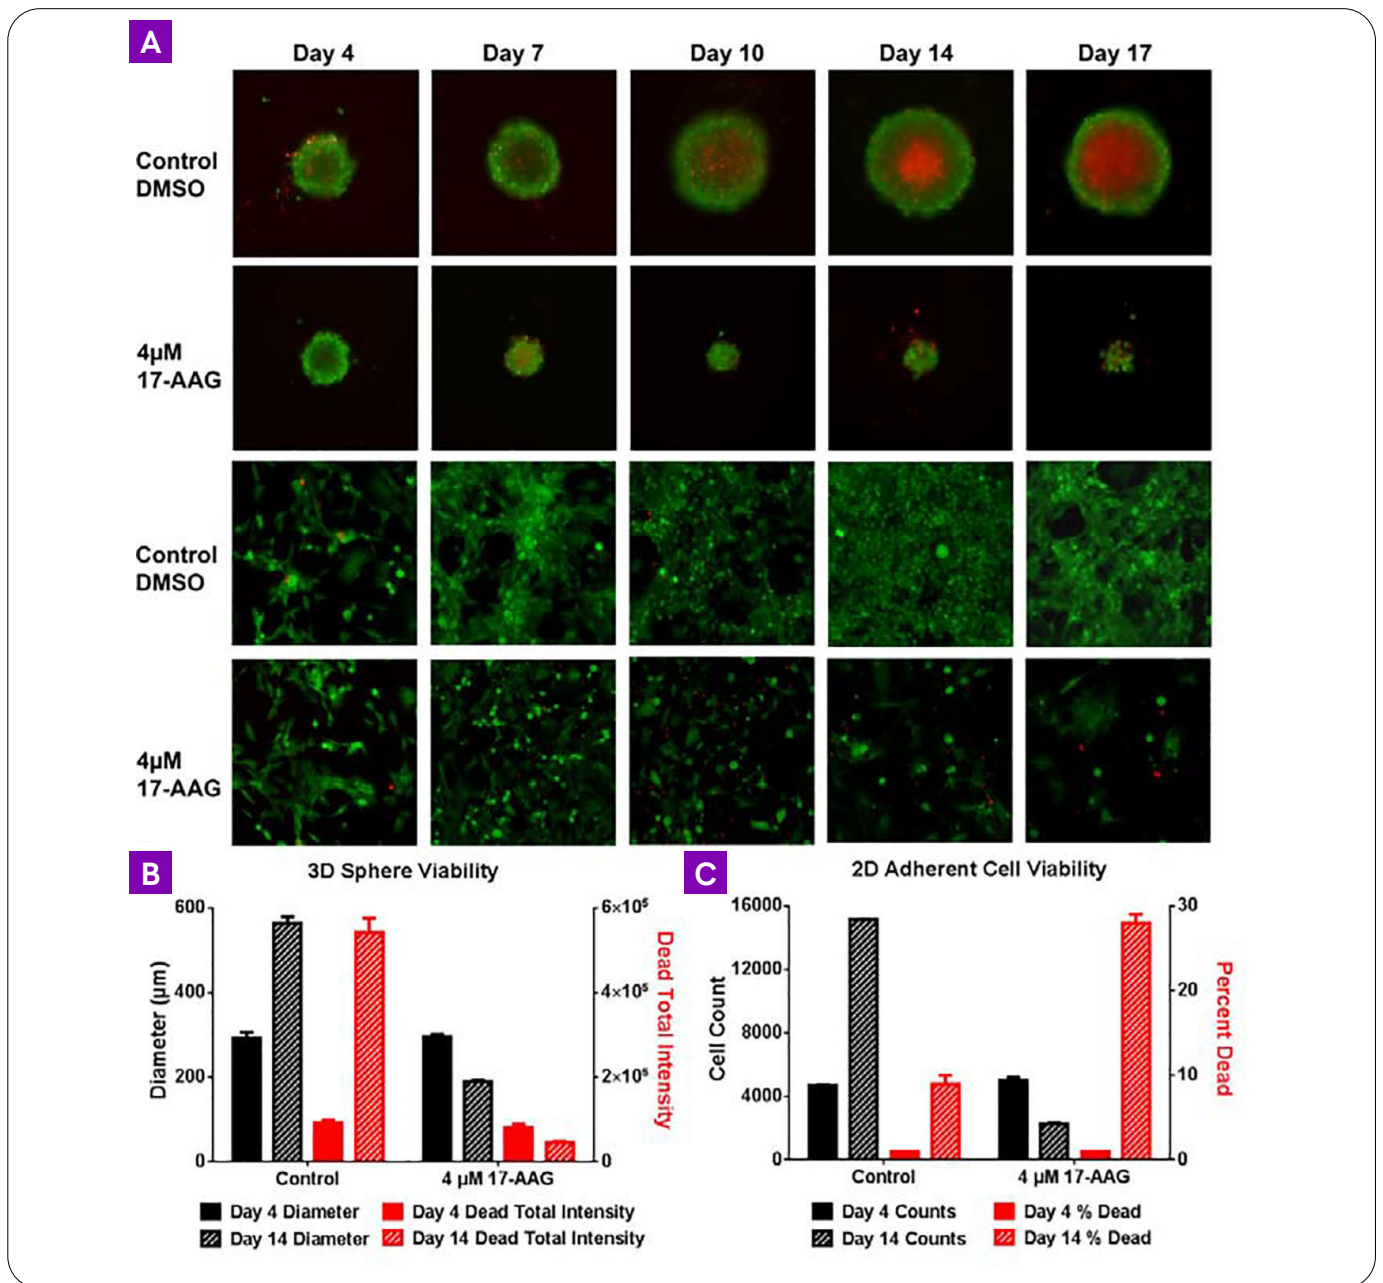 A
Day 4 Day 7 Day 10 Day 14 Day 17
Control
DMSO
4µM
17-AAG
Control
DMSO
4µM
17-AAG
B
3D Sphere Viability
600
400
200
0
Diameter (µm)
6×10⁵
4×10⁵
2×10⁵
0
Dead Total Intensity
Control 4 µM 17-AAG
Day 4 Diameter Day 4 Dead Total Intensity
Day 14 Diameter Day 14 Dead Total Intensity
C
2D Adherent Cell Viability
16000
12000
8000
4000
0
Cell Count
30
20
10
0
Percent Dead
Control 4 µM 17-AAG
Day 4 Counts Day 4 % Dead
Day 14 Counts Day 14 % Dead